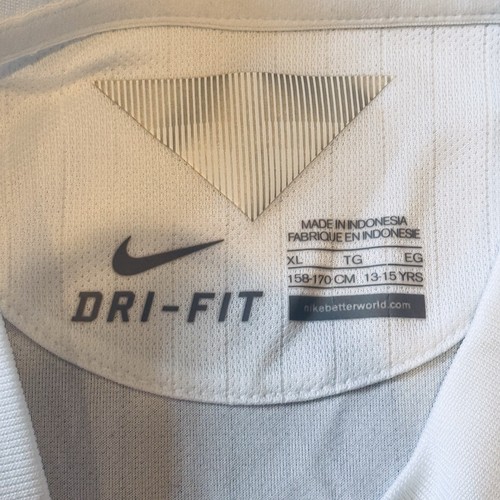 MADE IN INDONESIA
FABRIQUE EN INDONESIE
XL TG EG
158-170 CM 13-15 YRS
nikebetterworld.com
DRI-FIT